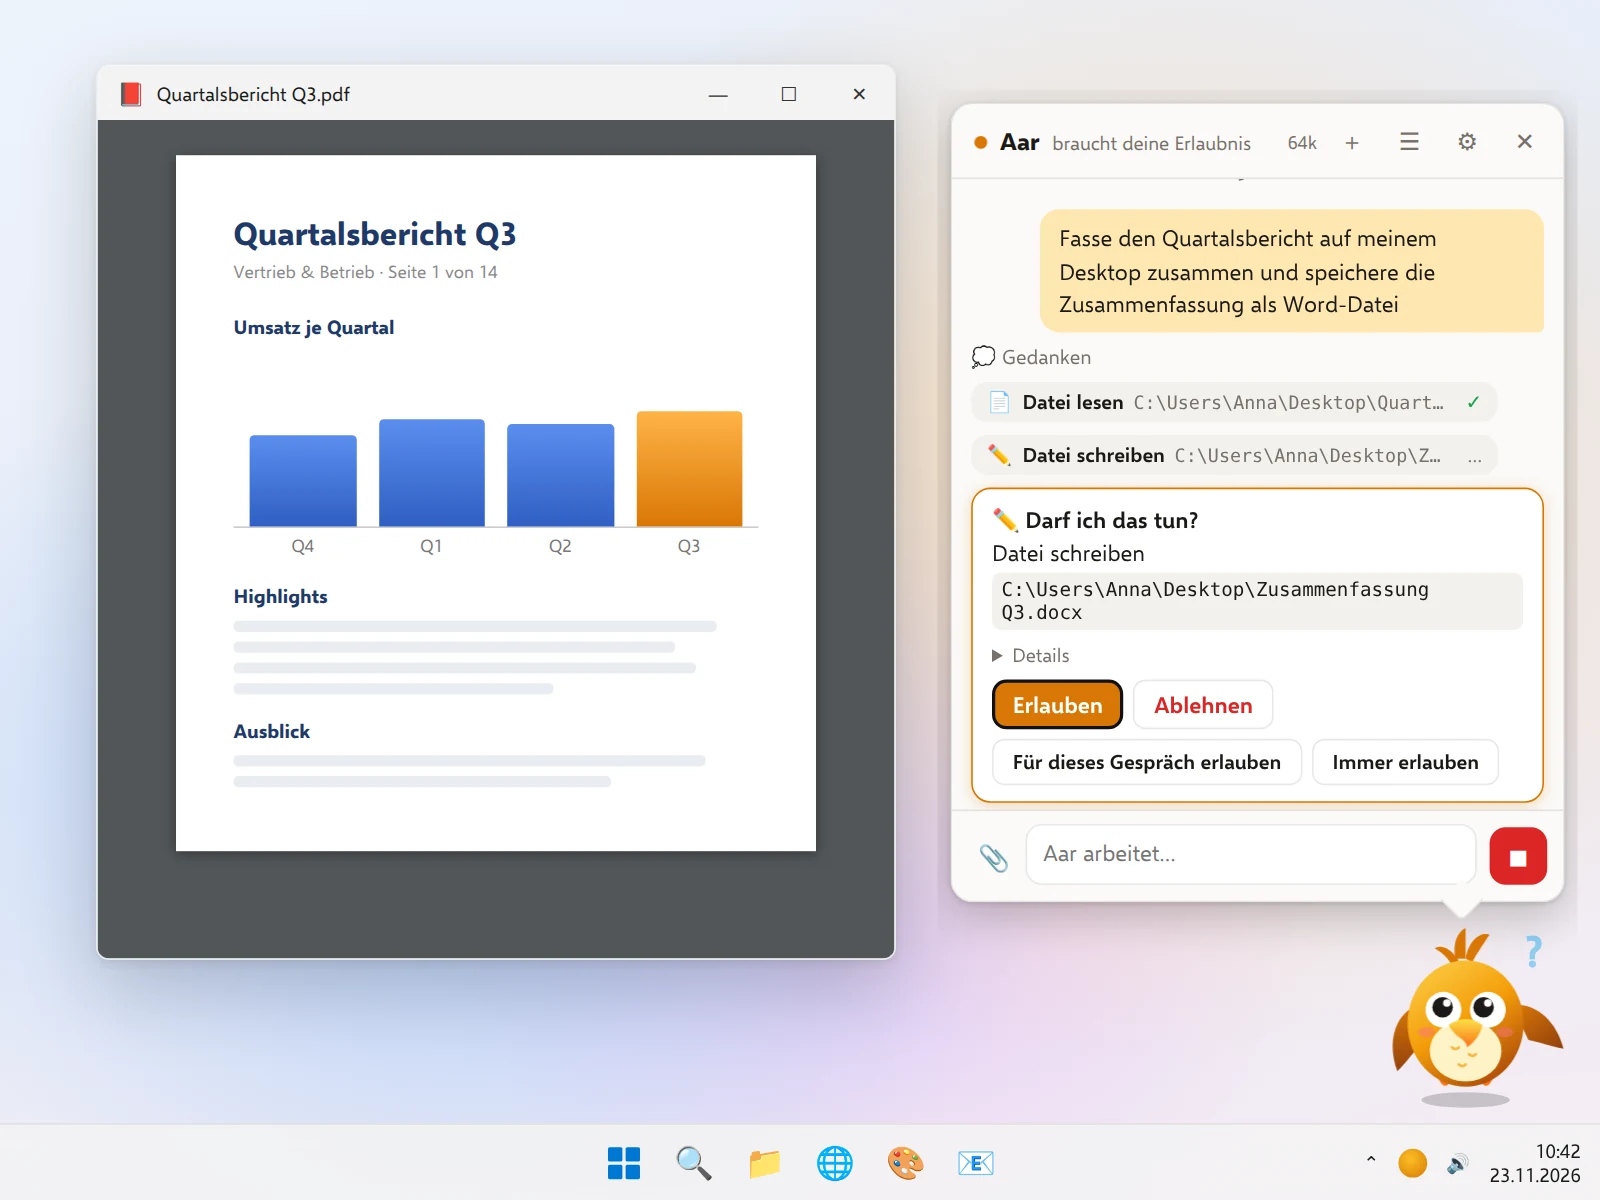 Quartalsbericht Q3.pdf
Quartalsbericht Q3
Vertrieb & Betrieb · Seite 1 von 14
Umsatz je Quartal
Q4 Q1 Q2 Q3
Highlights
Ausblick
Aar braucht deine Erlaubnis 64k
Fasse den Quartalsbericht auf meinem
Desktop zusammen und speichere die
Zusammenfassung als Word-Datei
Gedanken
Datei lesen C:\Users\Anna\Desktop\Quart…
Datei schreiben C:\Users\Anna\Desktop\Z… …
Darf ich das tun?
Datei schreiben
C:\Users\Anna\Desktop\Zusammenfassung
Q3.docx
Details
Erlauben Ablehnen
Für dieses Gespräch erlauben Immer erlauben
Aar arbeitet…
?
10:42
23.11.2026